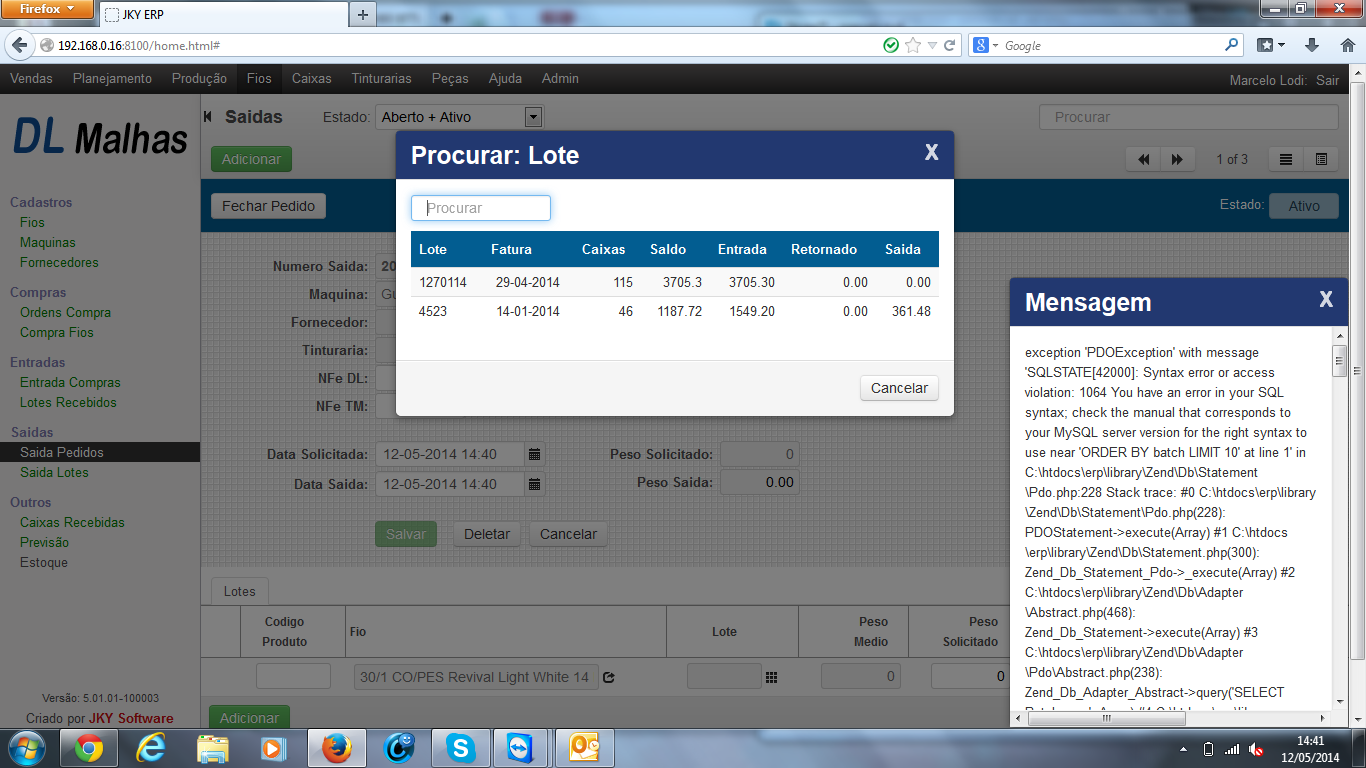 Firefox
JKY ERP
192.168.0.16:8100/home.html#
Google
Vendas Planejamento Produção Fios Caixas Tinturarias Peças Ajuda Admin
Marcelo Lodi: Sair
DL Malhas
Saidas
Estado: Aberto + Ativo
Procurar
Adicionar
1 of 3
Fechar Pedido
Estado: Ativo
Cadastros
Fios
Maquinas
Fornecedores
Compras
Ordens Compra
Compra Fios
Entradas
Entrada Compras
Lotes Recebidos
Saidas
Saida Pedidos
Saida Lotes
Outros
Caixas Recebidas
Previsão
Estoque
Versão: 5.01.01-100003
Criado por JKY Software
Procurar: Lote
X
Procurar
Lote Fatura Caixas Saldo Entrada Retornado Saida
1270114 29-04-2014 115 3705.3 3705.30 0.00 0.00
4523 14-01-2014 46 1187.72 1549.20 0.00 361.48
Cancelar
Numero Saida: 20
Maquina: Gu
Fornecedor:
Tinturaria:
NFe DL:
NFe TM:
Data Solicitada: 12-05-2014 14:40
Peso Solicitado: 0
Data Saida: 12-05-2014 14:40
Peso Saida: 0.00
Salvar Deletar Cancelar
Lotes
Codigo Produto
Fio
Lote
Peso Medio
Peso Solicitado
30/1 CO/PES Revival Light White 14
0
0
Adicionar
Mensagem
X
exception 'PDOException' with message
'SQLSTATE[42000]: Syntax error or access
violation: 1064 You have an error in your SQL
syntax; check the manual that corresponds to
your MySQL server version for the right syntax to
use near 'ORDER BY batch LIMIT 10' at line 1' in
C:\htdocs\erp\library\Zend\Db\Statement
\Pdo.php:228 Stack trace: #0 C:\htdocs\erp\library
\Zend\Db\Statement\Pdo.php(228):
PDOStatement->execute(Array) #1 C:\htdocs
\erp\library\Zend\Db\Statement.php(300):
Zend_Db_Statement_Pdo->_execute(Array) #2
C:\htdocs\erp\library\Zend\Db\Adapter
\Abstract.php(468):
Zend_Db_Statement->execute(Array) #3
C:\htdocs\erp\library\Zend\Db\Adapter
\Pdo\Abstract.php(238):
Zend_Db_Adapter_Abstract->query('SELECT
14:41
12/05/2014